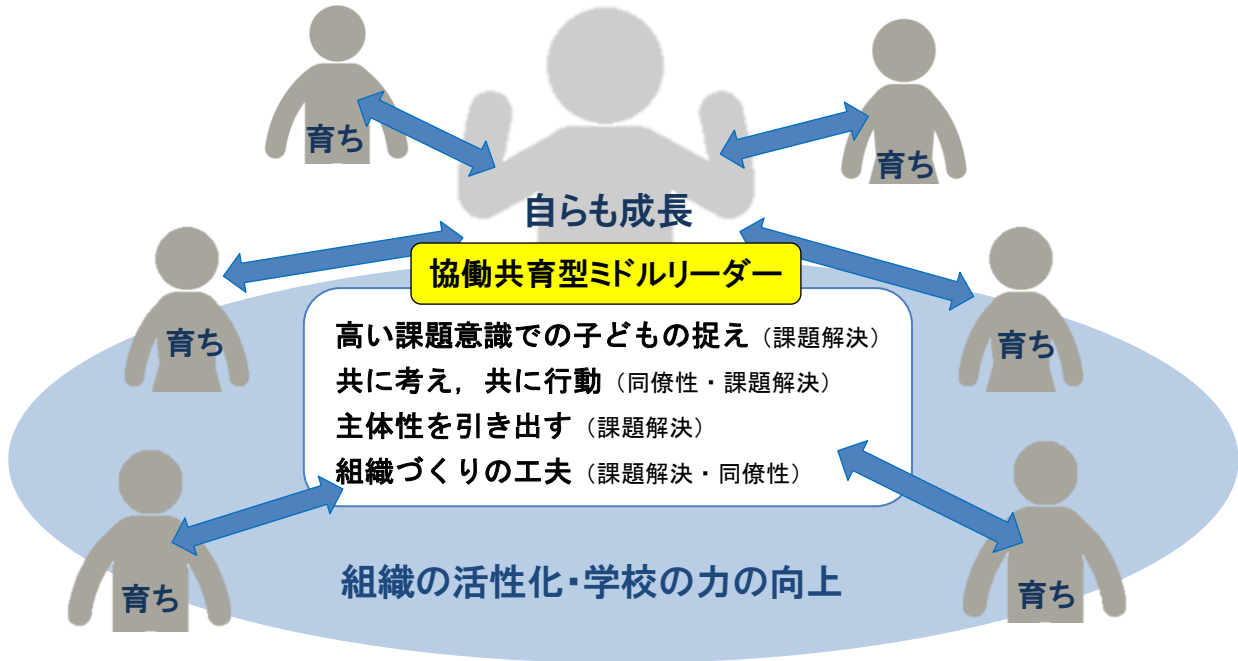 育ち
育ち
自らも成長
協働共育型ミドルリーダー
育ち
育ち
高い課題意識での子どもの捉え（課題解決）
共に考え，共に行動（同僚性・課題解決）
主体性を引き出す（課題解決）
組織づくりの工夫（課題解決・同僚性）
育ち
育ち
組織の活性化・学校の力の向上